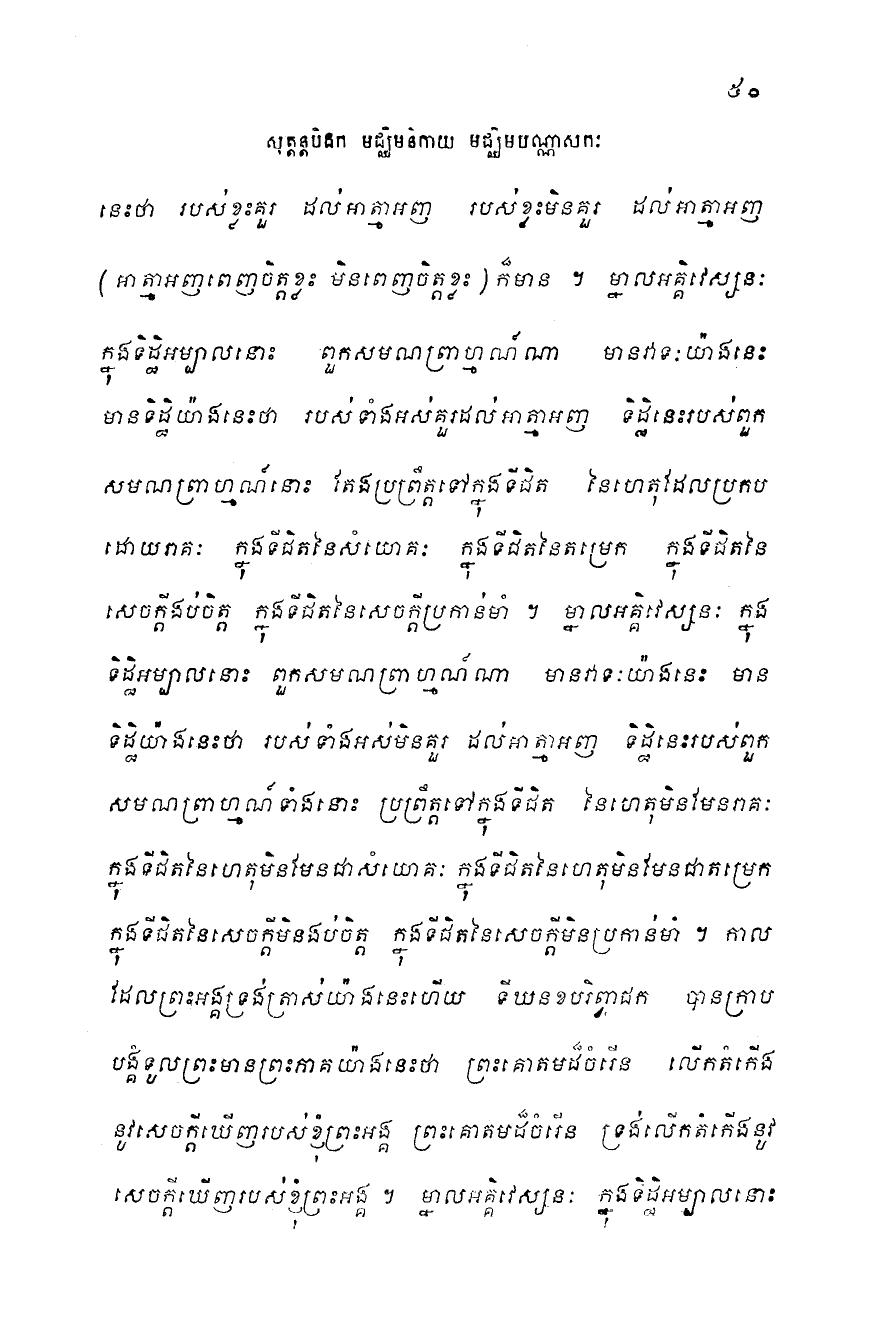 ៥០
សុត្តន្តបិដក មជ្ឈិមនិកាយ មជ្ឈិមបណ្ណាសកៈ
នេះថា របស់ខ្លះគួរ ដល់អាត្មាអញ របស់ខ្លះមិនគួរ ដល់អាត្មាអញ
(អាត្មាអញពេញចិត្តខ្លះ មិនពេញចិត្តខ្លះ) ក៏មាន ។ ម្នាលអគ្គិវេស្សនៈ
ក្នុងទិដ្ឋិអម្បាលនោះ ពួកសមណព្រាហ្មណ៍ណា មានវាទៈយ៉ាងនេះ
មានទិដ្ឋិយ៉ាងនេះថា របស់ទាំងអស់គួរដល់អាត្មាអញ ទិដ្ឋិនេះរបស់ពួក
សមណព្រាហ្មណ៍នោះ តែងប្រព្រឹត្តទៅក្នុងទីជិត នៃហេតុដែលប្រកប
ដោយរាគៈ ក្នុងទីជិតនៃសំយោគៈ ក្នុងទីជិតនៃតម្រេក ក្នុងទីជិតនៃ
សេចក្តីងប់ចិត្ត ក្នុងទីជិតនៃសេចក្តីប្រកាន់មាំ ។ ម្នាលអគ្គិវេស្សនៈ ក្នុង
ទិដ្ឋិអម្បាលនោះ ពួកសមណព្រាហ្មណ៍ណា មានវាទៈយ៉ាងនេះ មាន
ទិដ្ឋិយ៉ាងនេះថា របស់ទាំងអស់មិនគួរ ដល់អាត្មាអញ ទិដ្ឋិនេះរបស់ពួក
សមណព្រាហ្មណ៍ទាំងនោះ ប្រព្រឹត្តទៅក្នុងទីជិត នៃហេតុមិនមែនរាគៈ
ក្នុងទីជិតនៃហេតុមិនមែនជាសំយោគៈ ក្នុងទីជិតនៃហេតុមិនមែនជាតម្រេក
ក្នុងទីជិតនៃសេចក្តីមិនងប់ចិត្ត ក្នុងទីជិតនៃសេចក្តីមិនប្រកាន់មាំ ។ កាល
ដែលព្រះអង្គទ្រង់ត្រាស់យ៉ាងនេះហើយ ទីឃនខបរិព្វាជក បានក្រាប
បង្គំទូលព្រះមានព្រះភាគយ៉ាងនេះថា ព្រះគោតមដ៏ចំរើន លើកតំកើង
នូវសេចក្តីឃើញរបស់ខ្ញុំព្រះអង្គ ព្រះគោតមដ៏ចំរើន ទ្រង់លើកតំកើងនូវ
សេចក្តីឃើញរបស់ខ្ញុំព្រះអង្គ ។ ម្នាលអគ្គិវេស្សនៈ ក្នុងទិដ្ឋិអម្បាលនោះ